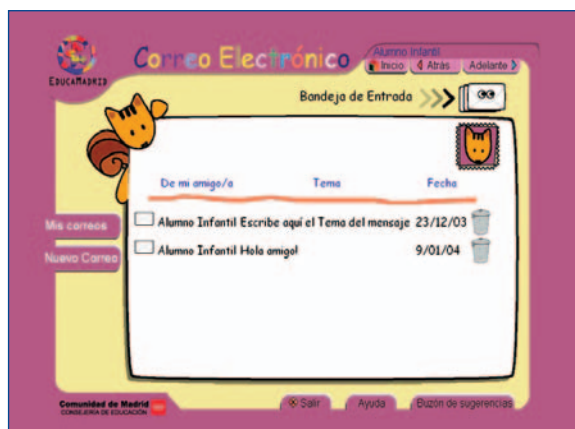 EDUCAMADRID
Correo Electrónico
Alumno Infantil
Inicio Atrás Adelante
Bandeja de Entrada
De mi amigo/a Tema Fecha
Alumno Infantil Escribe aquí el Tema del mensaje 23/12/03
Alumno Infantil Hola amigo! 9/01/04
Mis correos
Nuevo Correo
Comunidad de Madrid
CONSEJERÍA DE EDUCACIÓN
Salir Ayuda Buzón de sugerencias